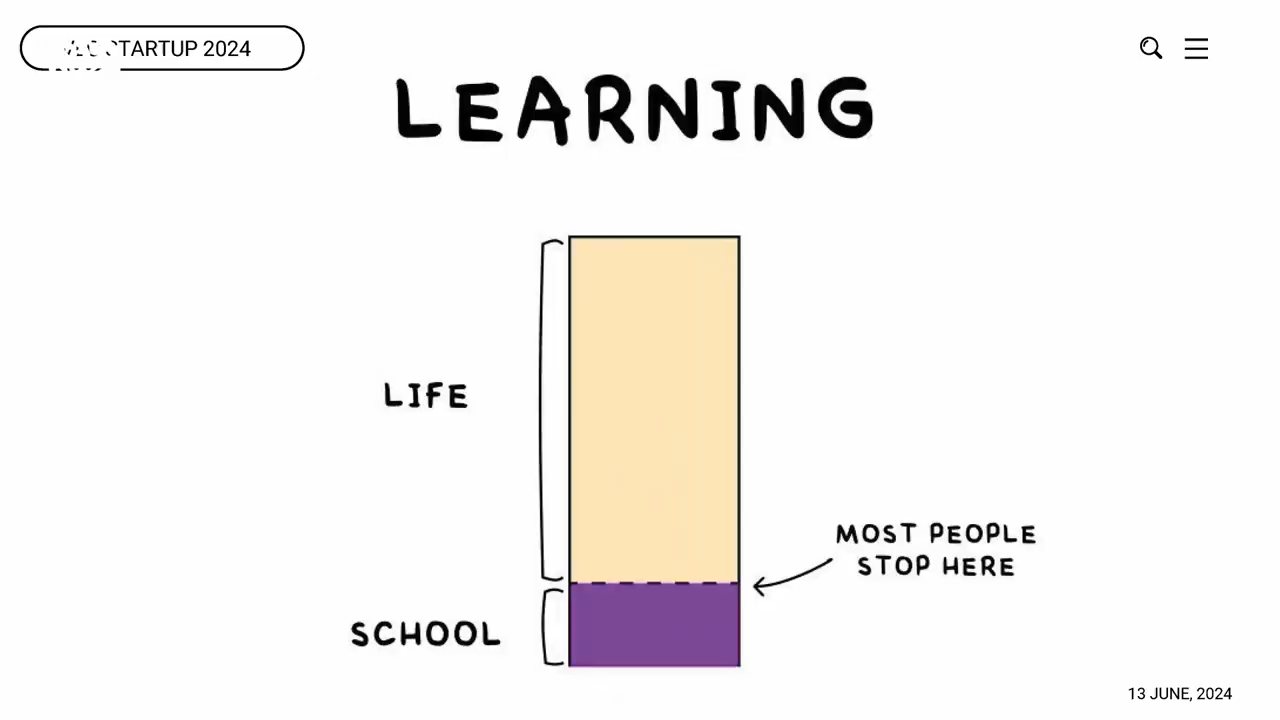 STARTUP 2024
LEARNING
LIFE
MOST PEOPLE
STOP HERE
SCHOOL
13 JUNE, 2024